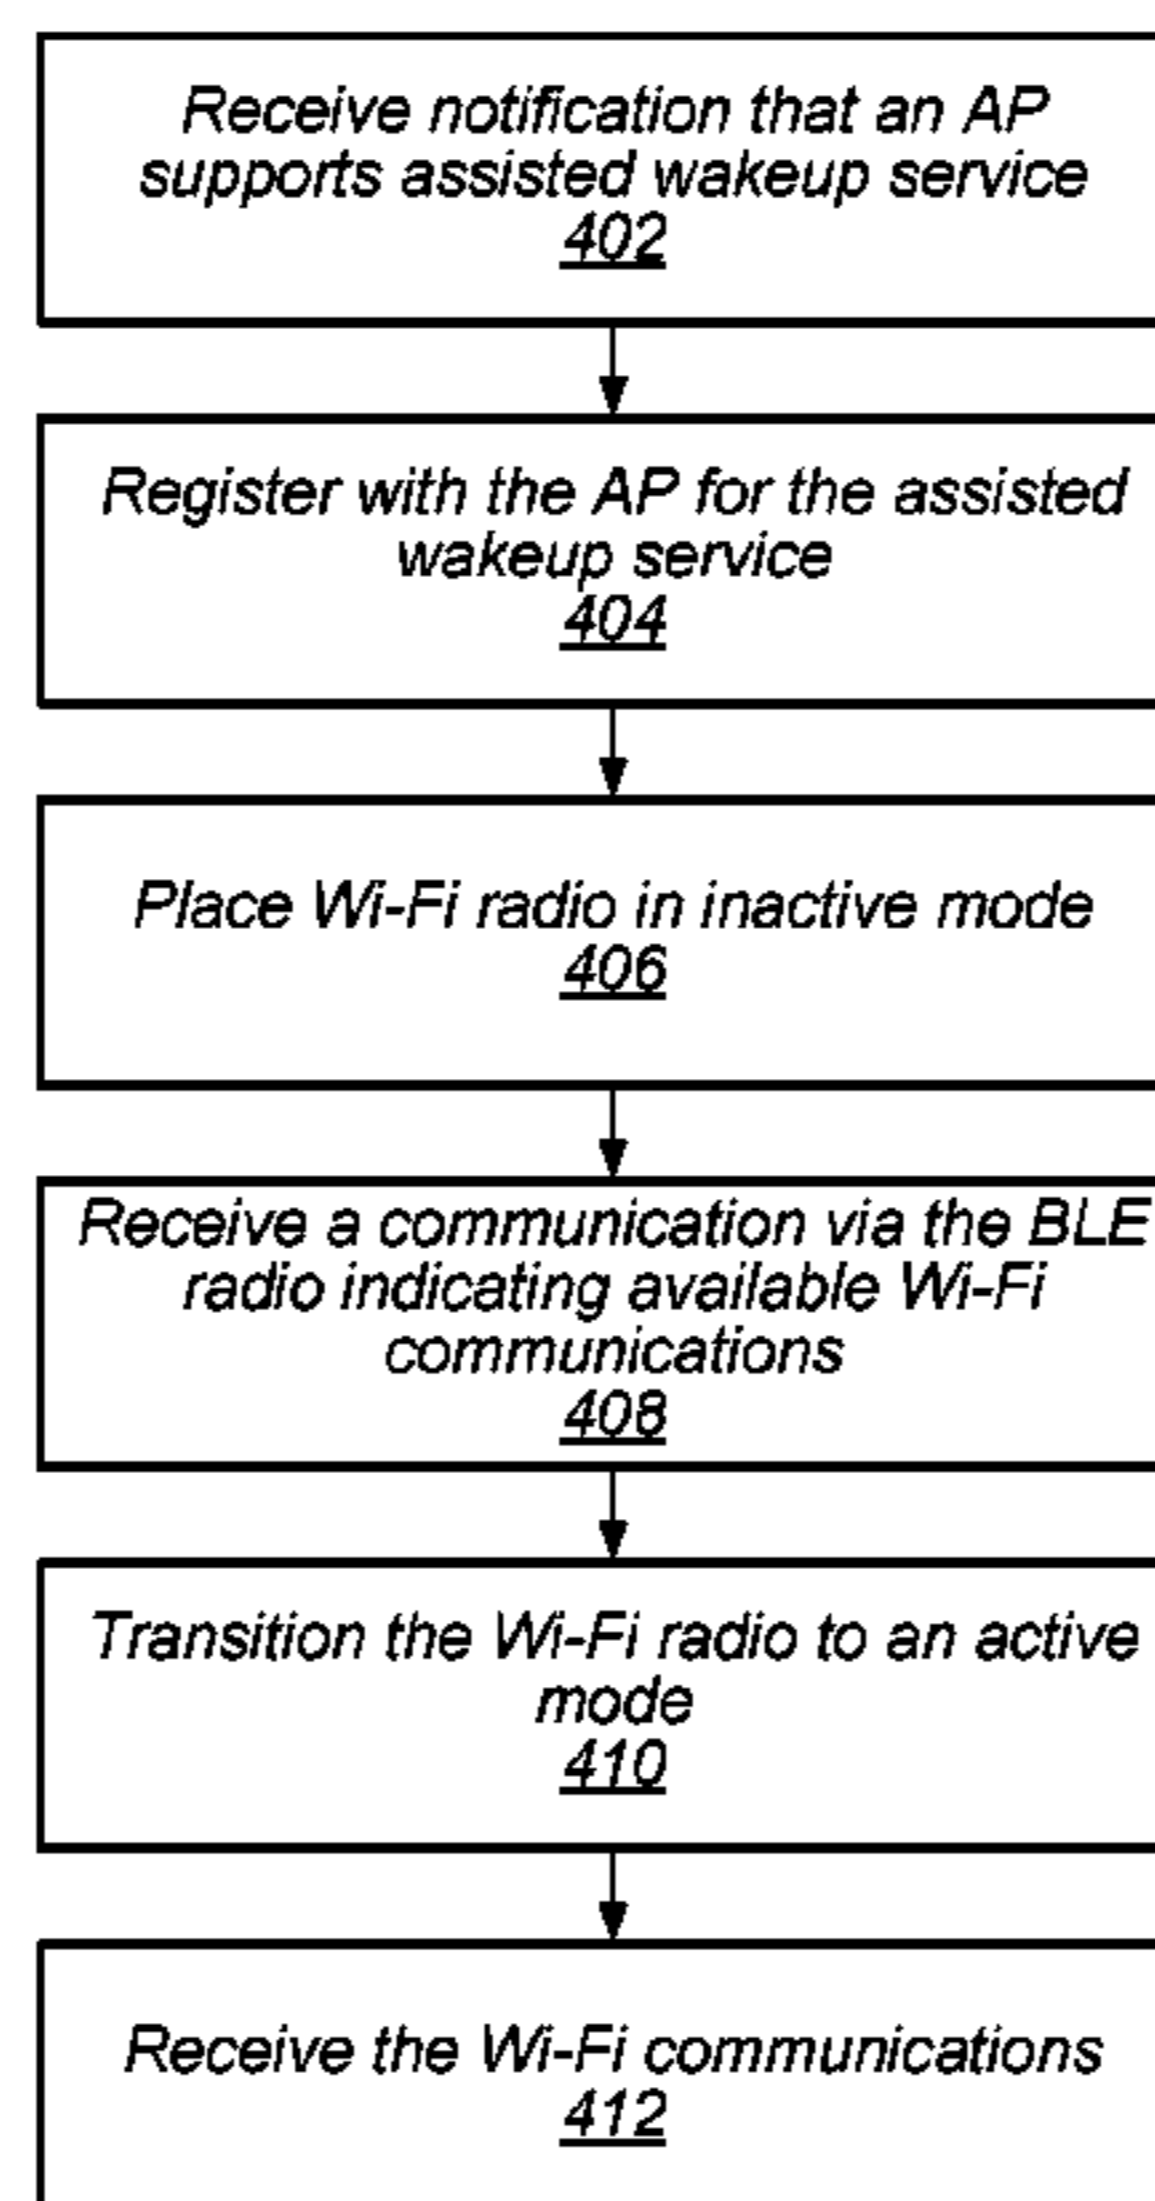 Receive notification that an AP
supports assisted wakeup service
402
Register with the AP for the assisted
wakeup service
404
Place Wi-Fi radio in inactive mode
406
Receive a communication via the BLE
radio indicating available Wi-Fi
communications
408
Transition the Wi-Fi radio to an active
mode
410
Receive the Wi-Fi communications
412